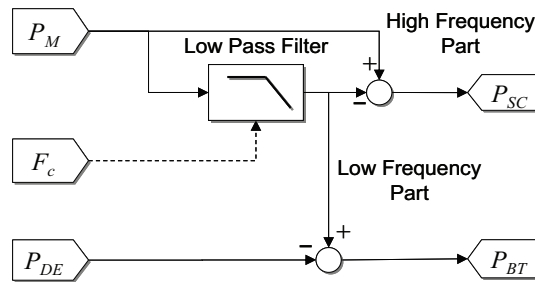 P_M
High Frequency
Part
Low Pass Filter
+
−
P_SC
F_c
Low Frequency
Part
+
−
P_DE
P_BT